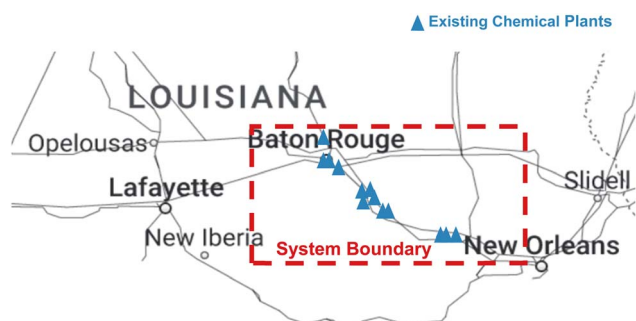 Existing Chemical Plants
LOUISIANA
Opelousas
Baton Rouge
Lafayette
Slidell
New Iberia
System Boundary
New Orleans